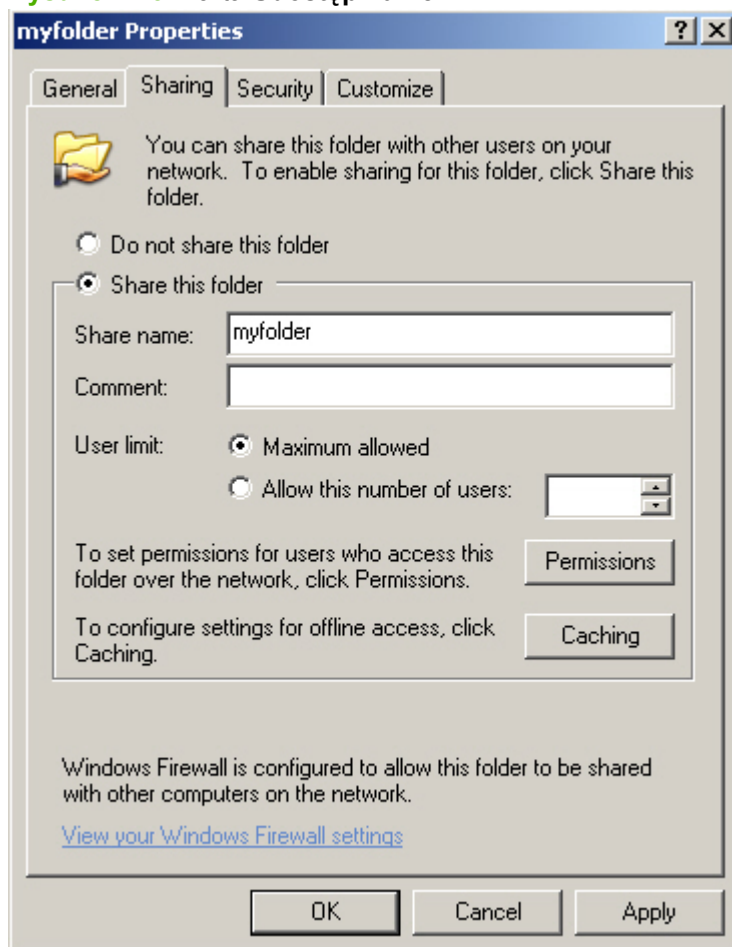 myfolder Properties
General Sharing Security Customize
You can share this folder with other users on your
network. To enable sharing for this folder, click Share this
folder.
Do not share this folder
Share this folder
Share name: myfolder
Comment:
User limit: Maximum allowed
Allow this number of users:
To set permissions for users who access this
folder over the network, click Permissions.
Permissions
To configure settings for offline access, click
Caching.
Caching
Windows Firewall is configured to allow this folder to be shared
with other computers on the network.
View your Windows Firewall settings
OK Cancel Apply